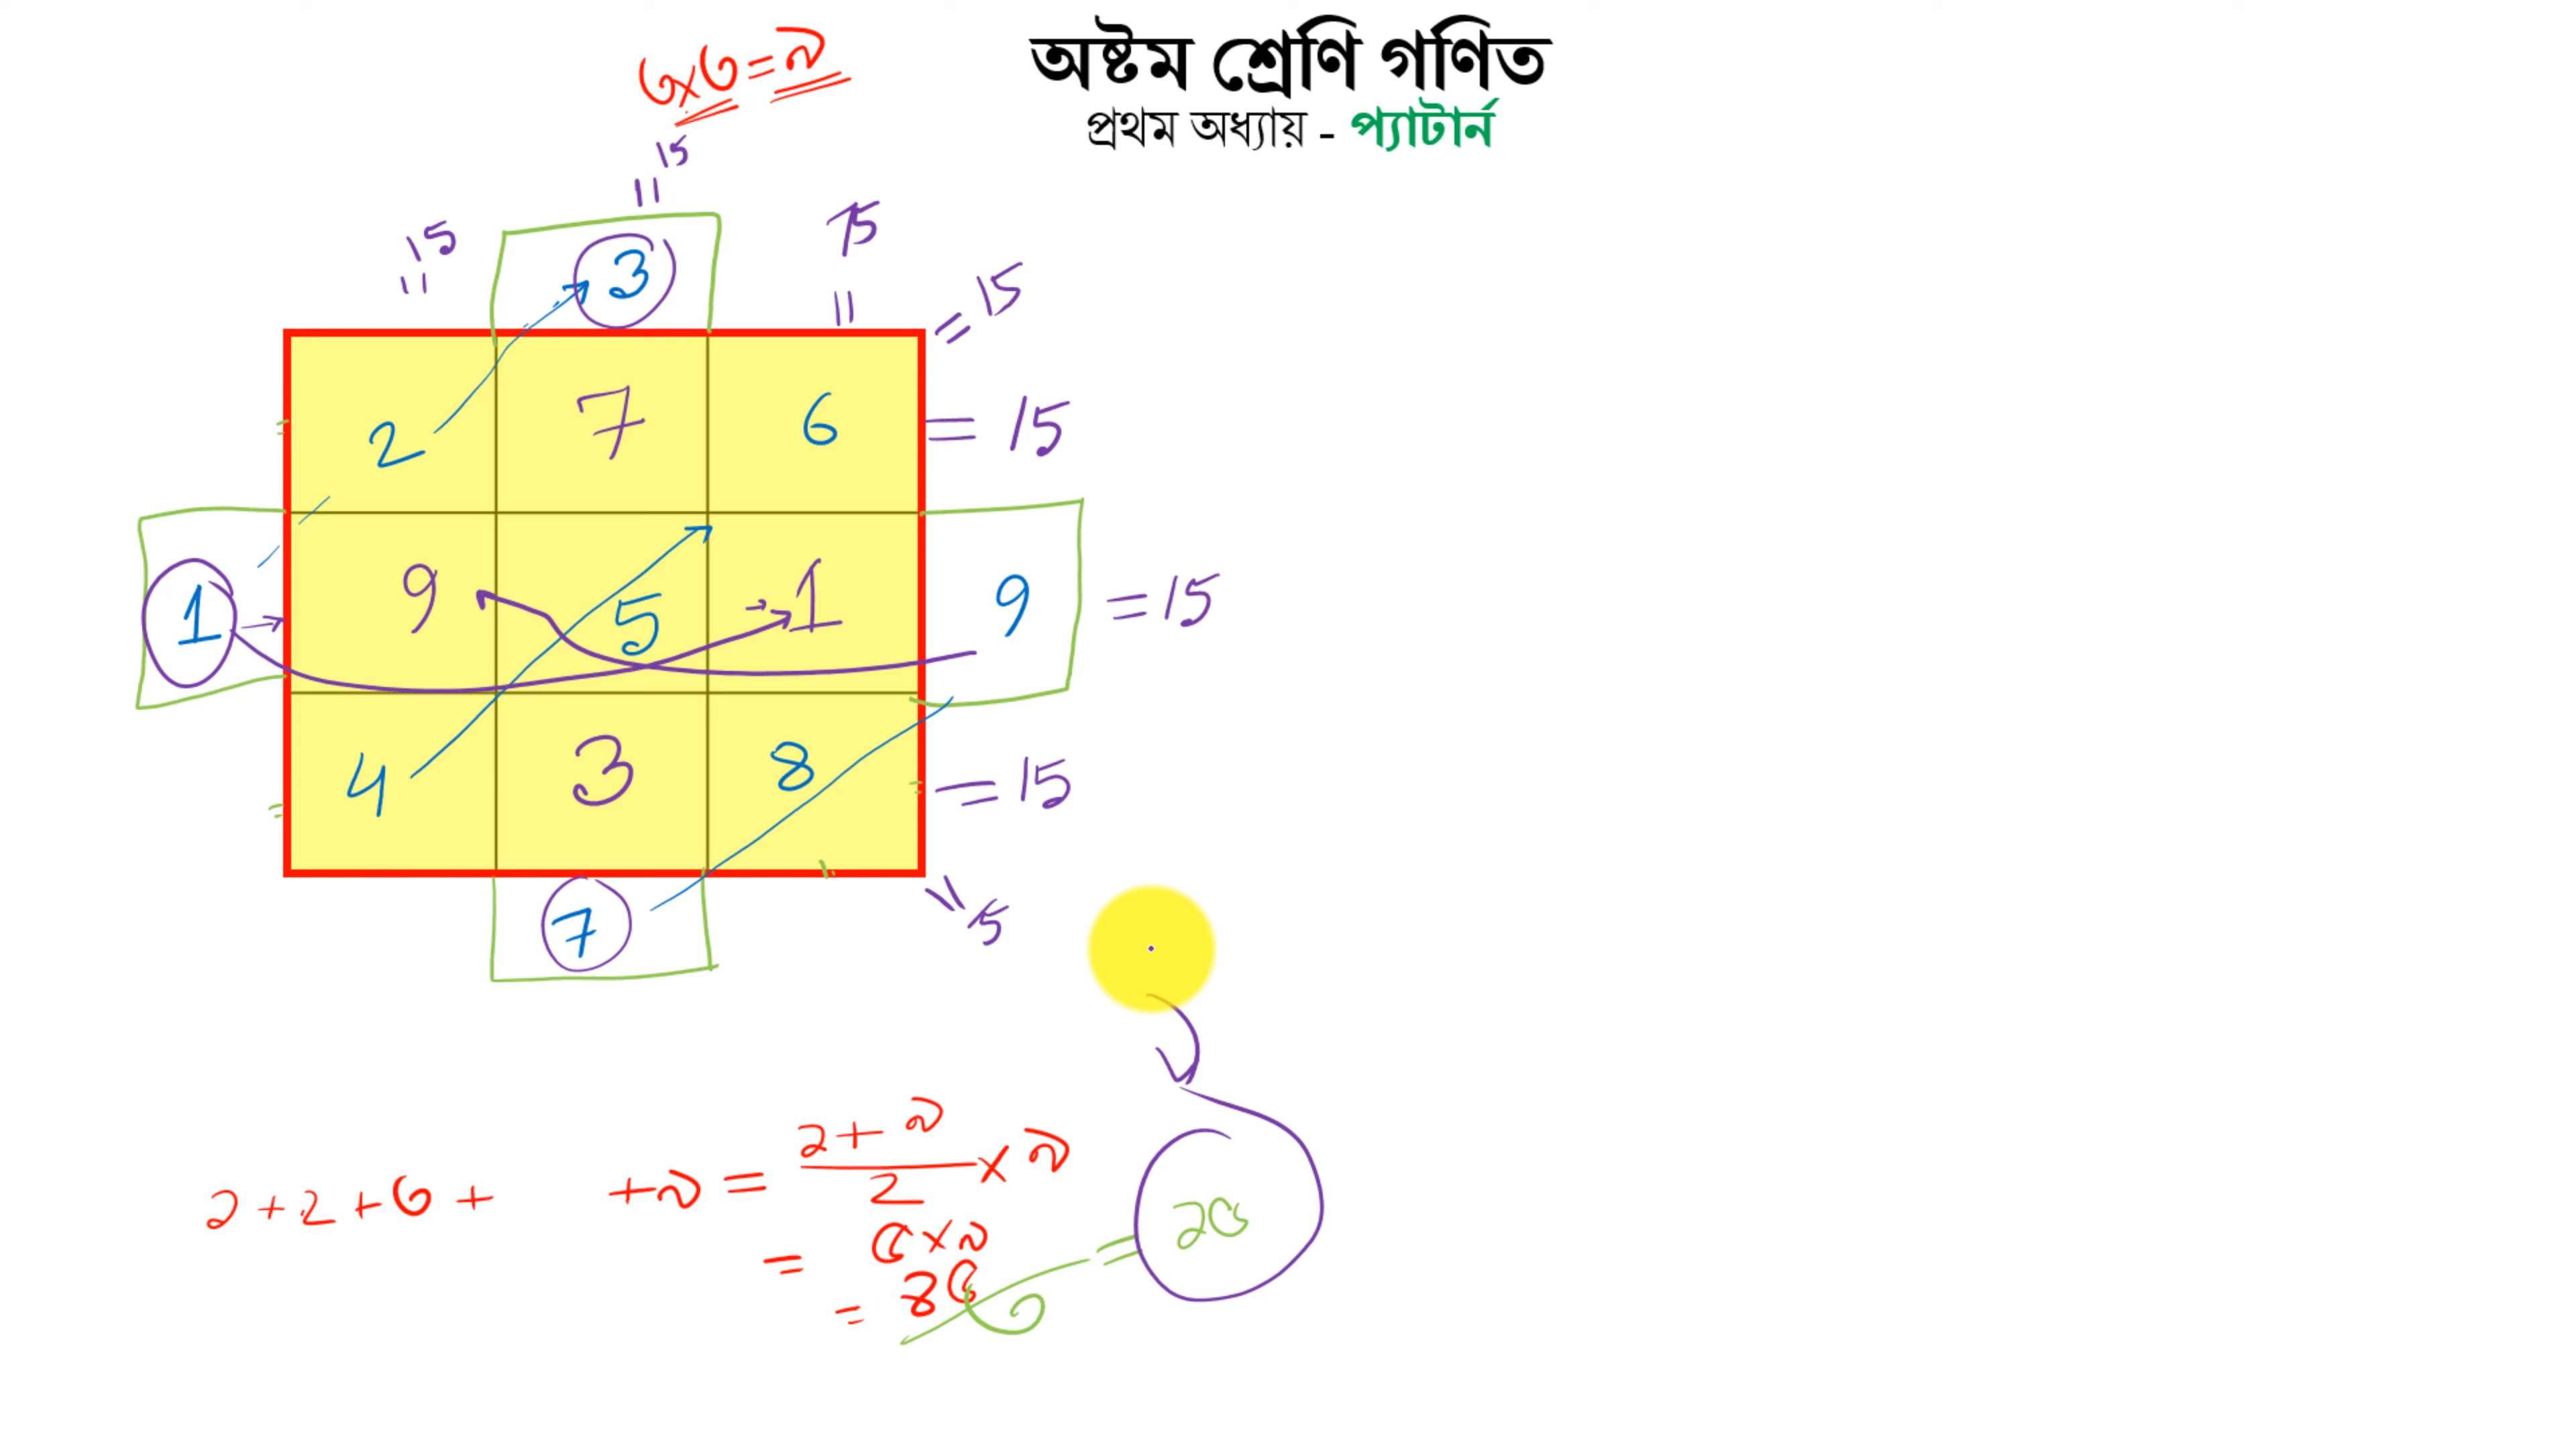 অষ্টম শ্রেণি গণিত
প্রথম অধ্যায় - প্যাটার্ন
৩×৩=৯
15
15
15
3
= 15
2 7 6 = 15
1 9 5 1 9 = 15
4 3 8 = 15
7
15
১+২+৩+ +৯ = (১+৯)/২ × ৯
= ৫×৯
= ৪৫/৩ = ১৫